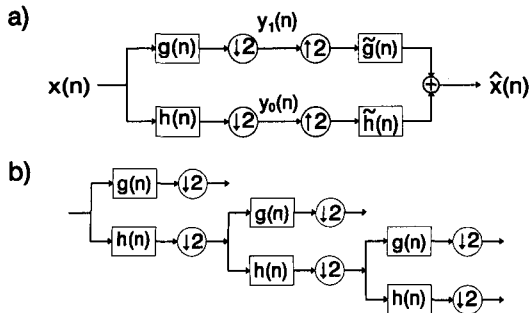 a)
g(n) ↓2 y₁(n) ↑2 g̃(n)
x(n) + x̂(n)
h(n) ↓2 y₀(n) ↑2 h̃(n)
b)
g(n) ↓2
h(n) ↓2 g(n) ↓2
h(n) ↓2 g(n) ↓2
h(n) ↓2